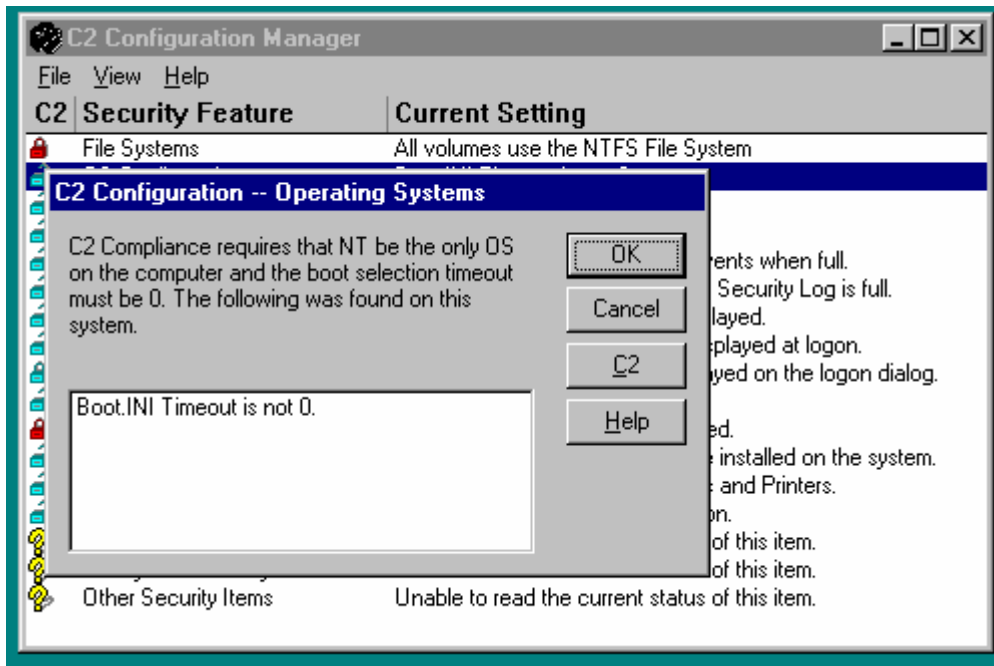 C2 Configuration Manager
File View Help
C2 Security Feature Current Setting
File Systems All volumes use the NTFS File System
C2 Configuration -- Operating Systems
C2 Compliance requires that NT be the only OS
on the computer and the boot selection timeout
must be 0. The following was found on this
system.
OK
Cancel
C2
Help
Boot.INI Timeout is not 0.
ents when full.
Security Log is full.
layed.
played at logon.
yed on the logon dialog.
ed.
installed on the system.
and Printers.
on.
of this item.
of this item.
Other Security Items Unable to read the current status of this item.